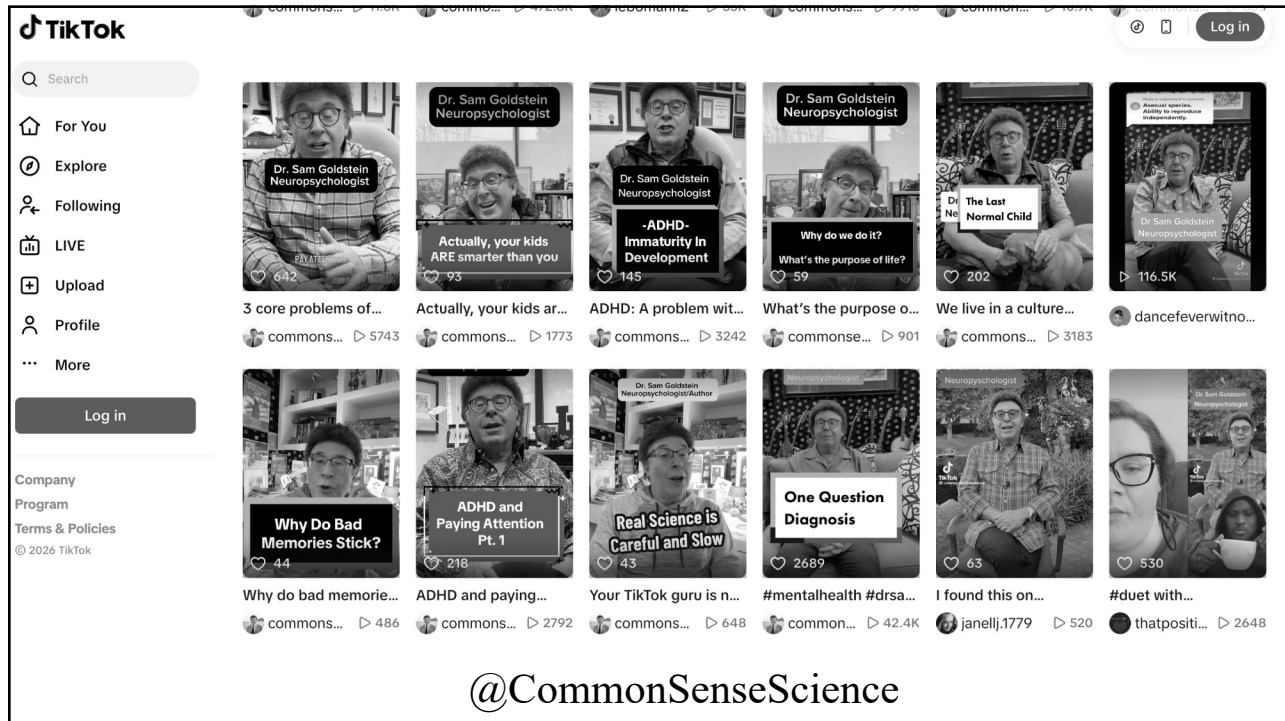 TikTok
Search
For You
Explore
Following
LIVE
Upload
Profile
More
Log in
Company
Program
Terms & Policies
© 2026 TikTok
Log in
Dr. Sam Goldstein
Neuropsychologist
PAY ATTENTION
642
3 core problems of...
commons... 5743
Dr. Sam Goldstein
Neuropsychologist
Actually, your kids
ARE smarter than you
93
Actually, your kids ar...
commons... 1773
Dr. Sam Goldstein
Neuropsychologist
-ADHD-
Immaturity In
Development
145
ADHD: A problem wit...
commons... 3242
Dr. Sam Goldstein
Neuropsychologist
Why do we do it?
What's the purpose of life?
59
What's the purpose o...
commonse... 901
The Last
Normal Child
202
We live in a culture...
commons... 3183
Asexual species.
Ability to reproduce
independently.
Dr Sam Goldstein
Neuropsychologist
116.5K
dancefeverwitno...
Why Do Bad
Memories Stick?
44
Why do bad memorie...
commons... 486
ADHD and
Paying Attention
Pt. 1
218
ADHD and paying...
commons... 2792
Dr. Sam Goldstein
Neuropsychologist/Author
Real Science is
Careful and Slow
43
Your TikTok guru is n...
commons... 648
Neuropsychologist
One Question
Diagnosis
2689
#mentalhealth #drsa...
common... 42.4K
Neuropyschologist
TikTok
63
I found this on...
janellj.1779 520
Dr. Sam Goldstein
Neuropyschologist
TikTok
530
#duet with...
thatpositi... 2648
@CommonSenseScience